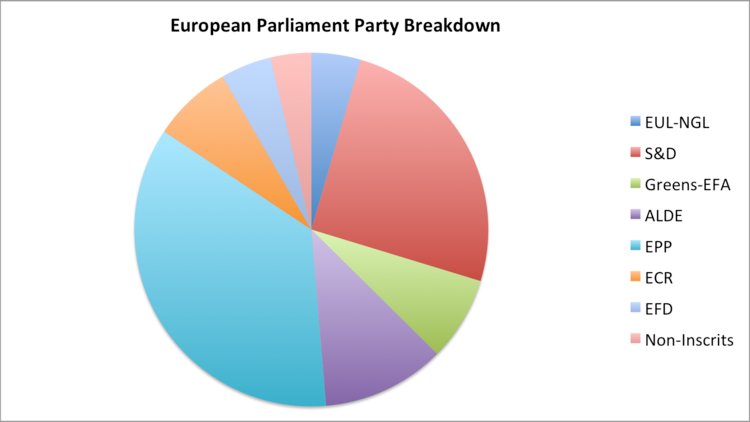 European Parliament Party Breakdown
EUL-NGL
S&D
Greens-EFA
ALDE
EPP
ECR
EFD
Non-Inscrits